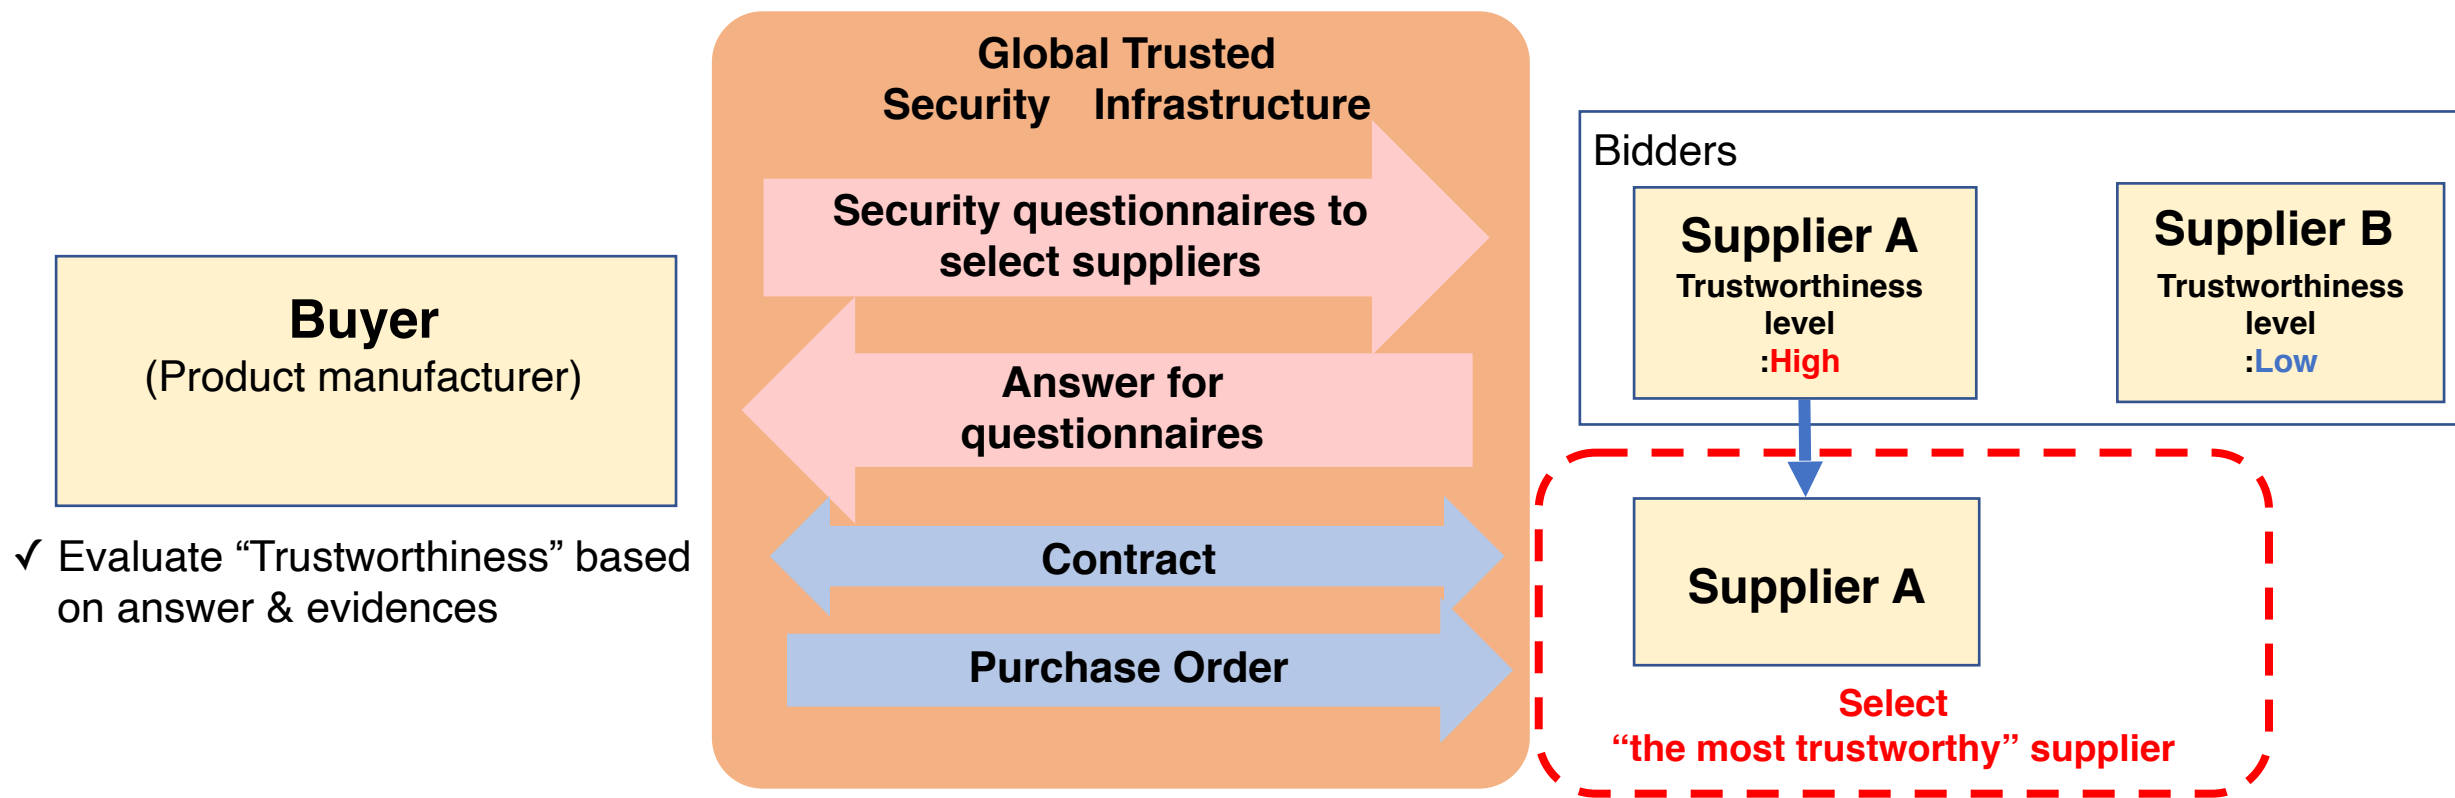 Global Trusted
Security Infrastructure
Security questionnaires to
select suppliers
Answer for
questionnaires
Contract
Purchase Order
Buyer
(Product manufacturer)
✓ Evaluate “Trustworthiness” based
on answer & evidences
Bidders
Supplier A
Trustworthiness
level
:High
Supplier B
Trustworthiness
level
:Low
Supplier A
Select
“the most trustworthy” supplier